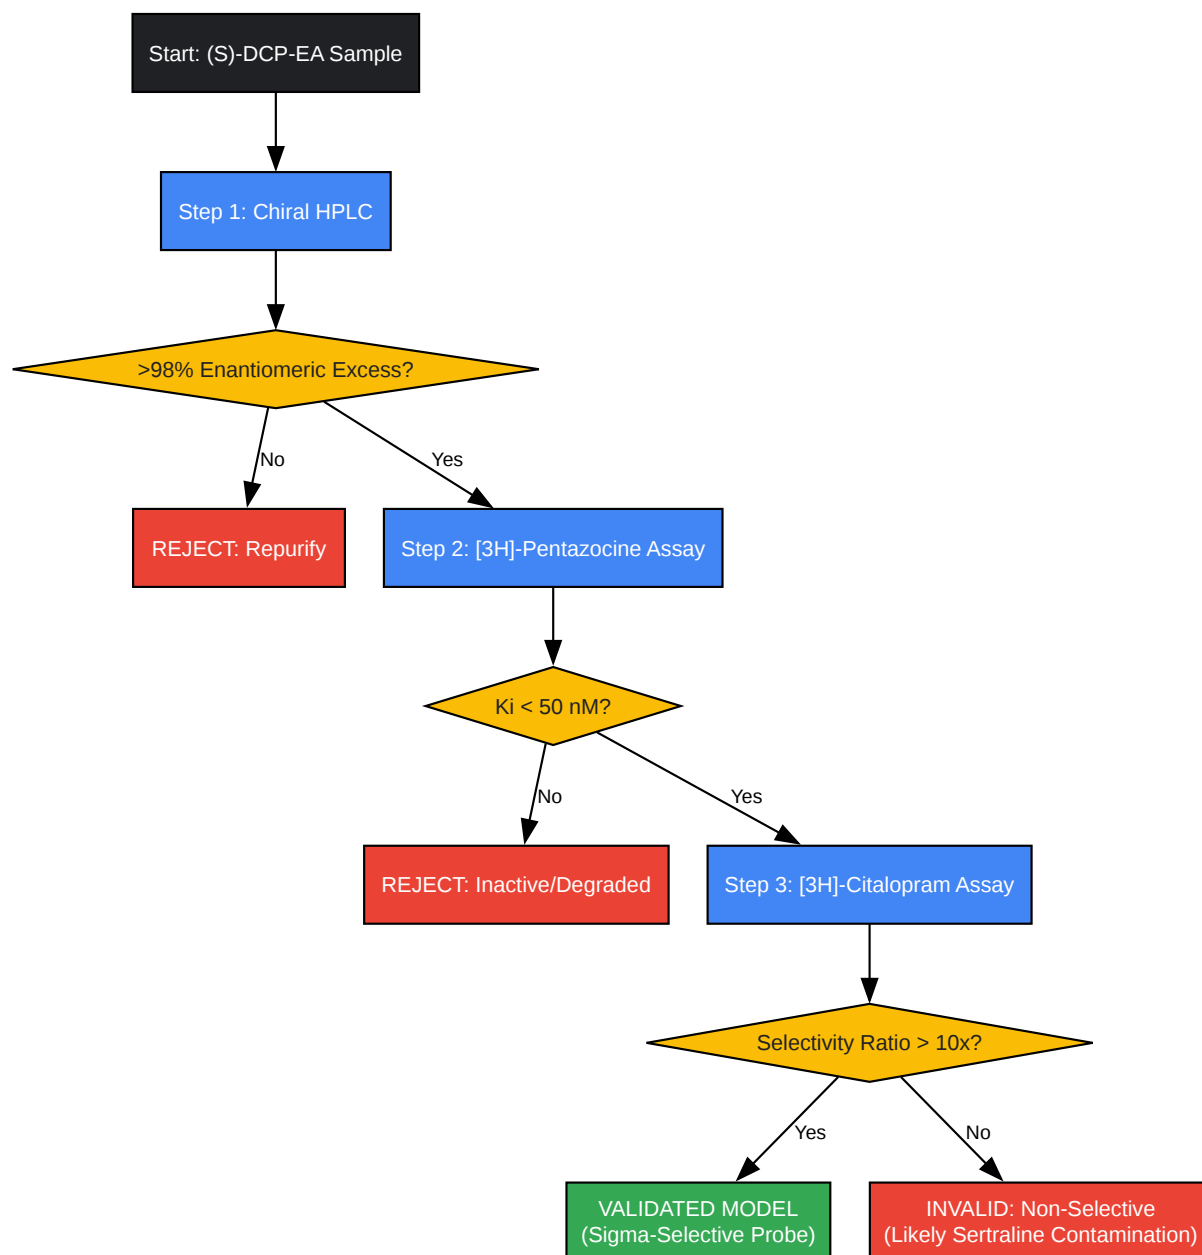 Start: (S)-DCP-EA Sample
Step 1: Chiral HPLC
>98% Enantiomeric Excess?
No
Yes
REJECT: Repurify
Step 2: [3H]-Pentazocine Assay
Ki < 50 nM?
No
Yes
REJECT: Inactive/Degraded
Step 3: [3H]-Citalopram Assay
Selectivity Ratio > 10x?
Yes
No
VALIDATED MODEL
(Sigma-Selective Probe)
INVALID: Non-Selective
(Likely Sertraline Contamination)